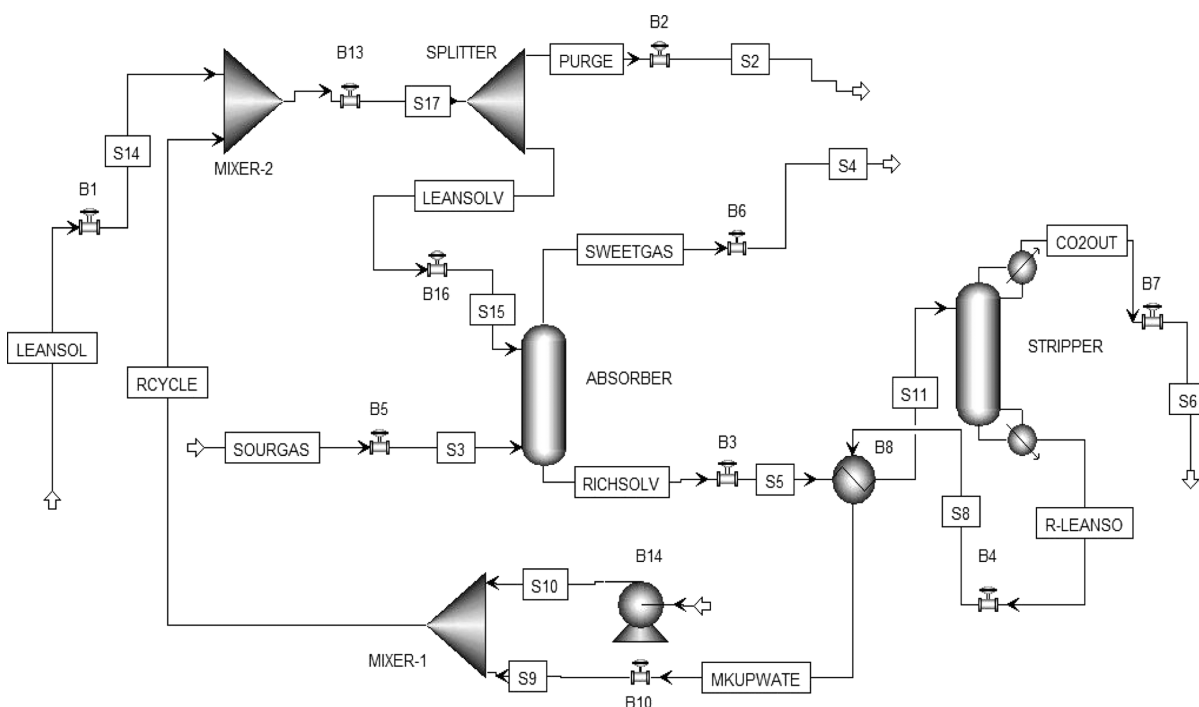 B13
SPLITTER
B2
PURGE
S2
S17
S14
MIXER-2
B1
LEANSOLV
S4
B6
SWEETGAS
CO2OUT
B7
B16
S15
LEANSOL
STRIPPER
RCYCLE
ABSORBER
S11
S6
B5
SOURGAS
S3
B3
B8
RICHSOLV
S5
S8
R-LEANSO
B14
B4
S10
MIXER-1
S9
MKUPWATE
B10